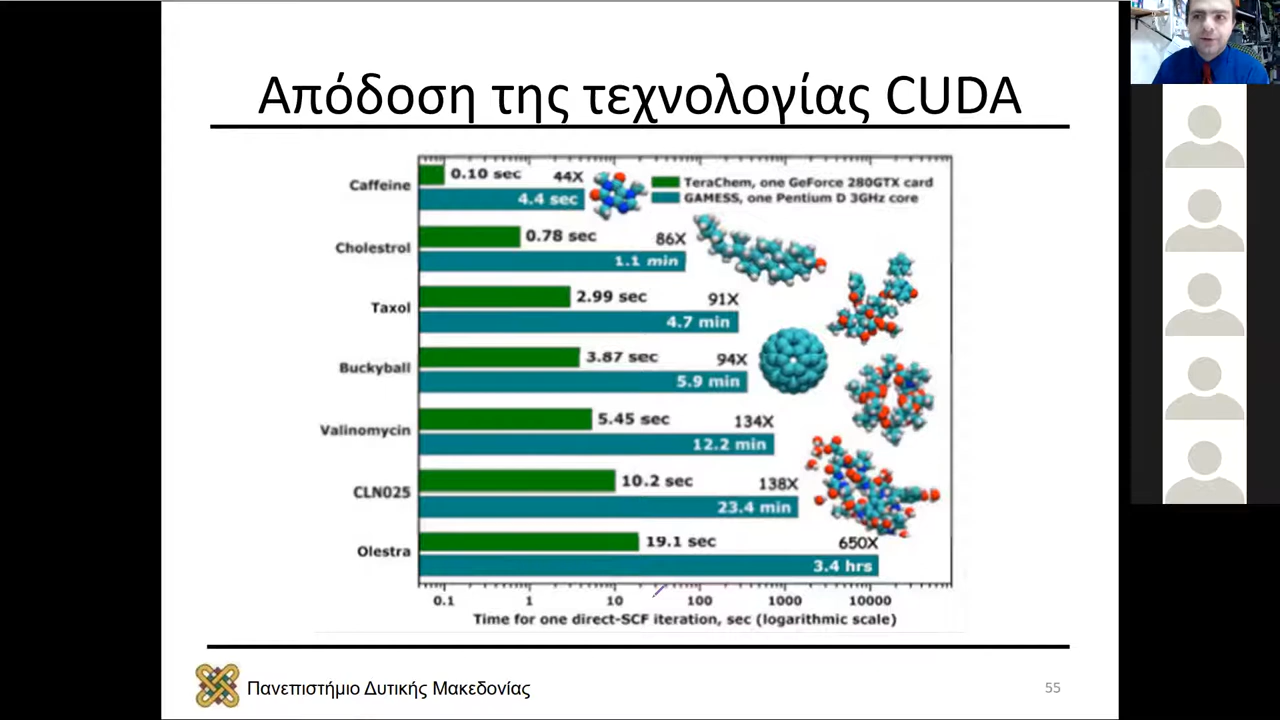 Απόδοση της τεχνολογίας CUDA
TeraChem, one GeForce 280GTX card
GAMESS, one Pentium D 3GHz core
Caffeine
0.10 sec
44X
4.4 sec
Cholestrol
0.78 sec
86X
1.1 min
Taxol
2.99 sec
91X
4.7 min
Buckyball
3.87 sec
94X
5.9 min
Valinomycin
5.45 sec
134X
12.2 min
CLN025
10.2 sec
138X
23.4 min
Olestra
19.1 sec
650X
3.4 hrs
0.1 1 10 100 1000 10000
Time for one direct-SCF iteration, sec (logarithmic scale)
Πανεπιστήμιο Δυτικής Μακεδονίας
55